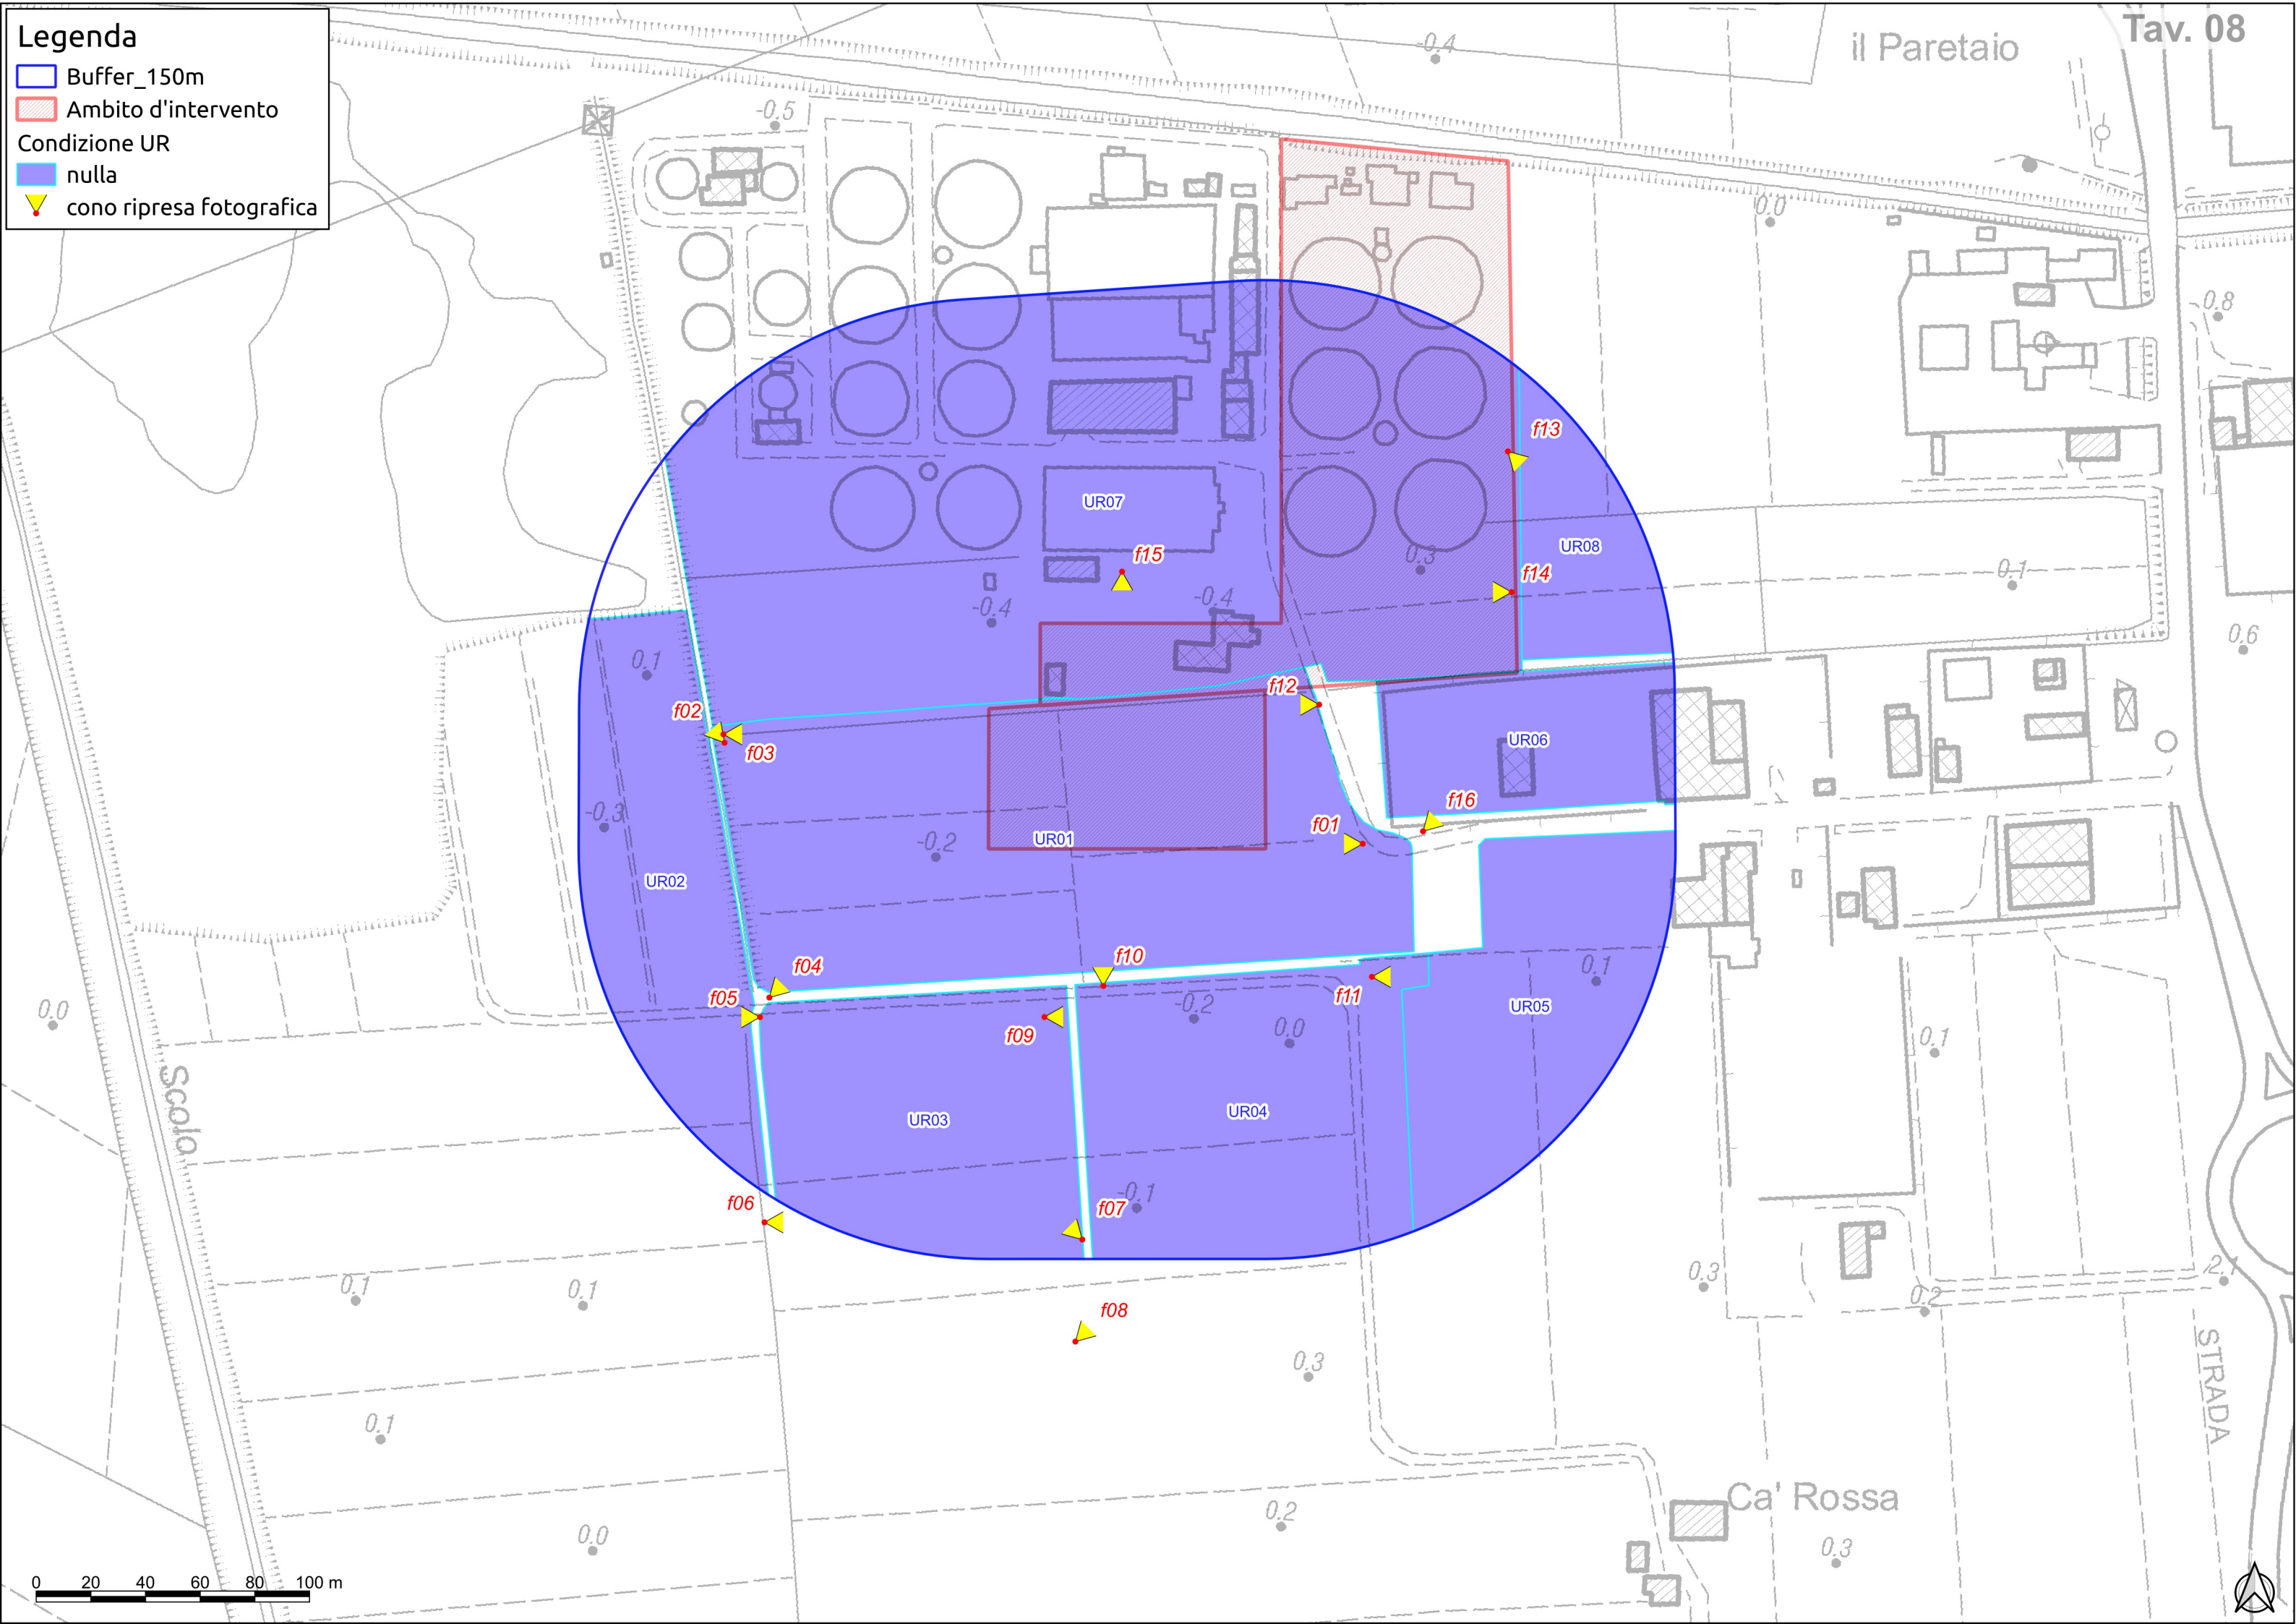 Legenda
Buffer_150m
Ambito d'intervento
Condizione UR
nulla
cono ripresa fotografica
Tav. 08
il Paretaio
-0.4
-0.5
0.0
-0.8
f13
UR07
f15
UR08
0.3
f14
0.1
-0.4
-0.4
0.6
0.1
f02
f12
f03
UR06
-0.3
f16
f01
-0.2
UR01
UR02
f04
f10
0.1
f05
f11
-0.2
UR05
0.0
f09
0.0
0.1
Scolo
UR03
UR04
-0.1
f06
f07
0.3
2.1
0.1
0.1
0.2
f08
STRADA
0.3
0.1
Ca' Rossa
0.2
0.0
0.3
0 20 40 60 80 100 m